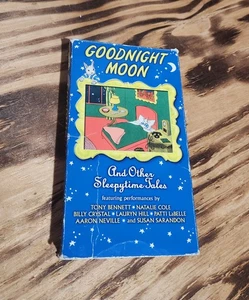 GOODNIGHT
MOON
And Other
Sleepytime Tales
featuring performances by
TONY BENNETT • NATALIE COLE
BILLY CRYSTAL • LAURYN HILL • PATTI LaBELLE
AARON NEVILLE • and SUSAN SARANDON